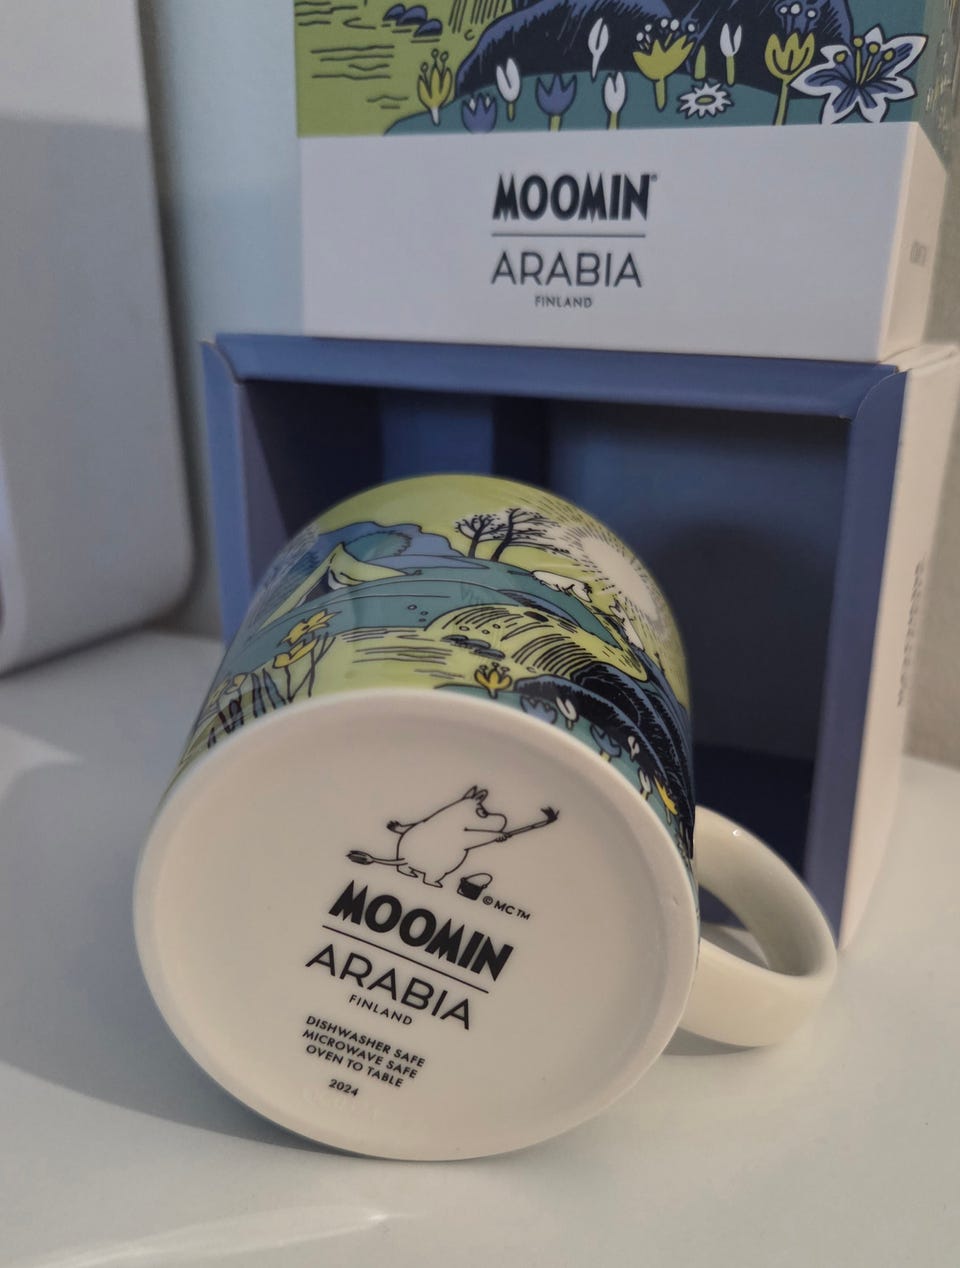 MOOMIN®
ARABIA
FINLAND
© MC ™
MOOMIN
ARABIA
FINLAND
DISHWASHER SAFE
MICROWAVE SAFE
OVEN TO TABLE
2024